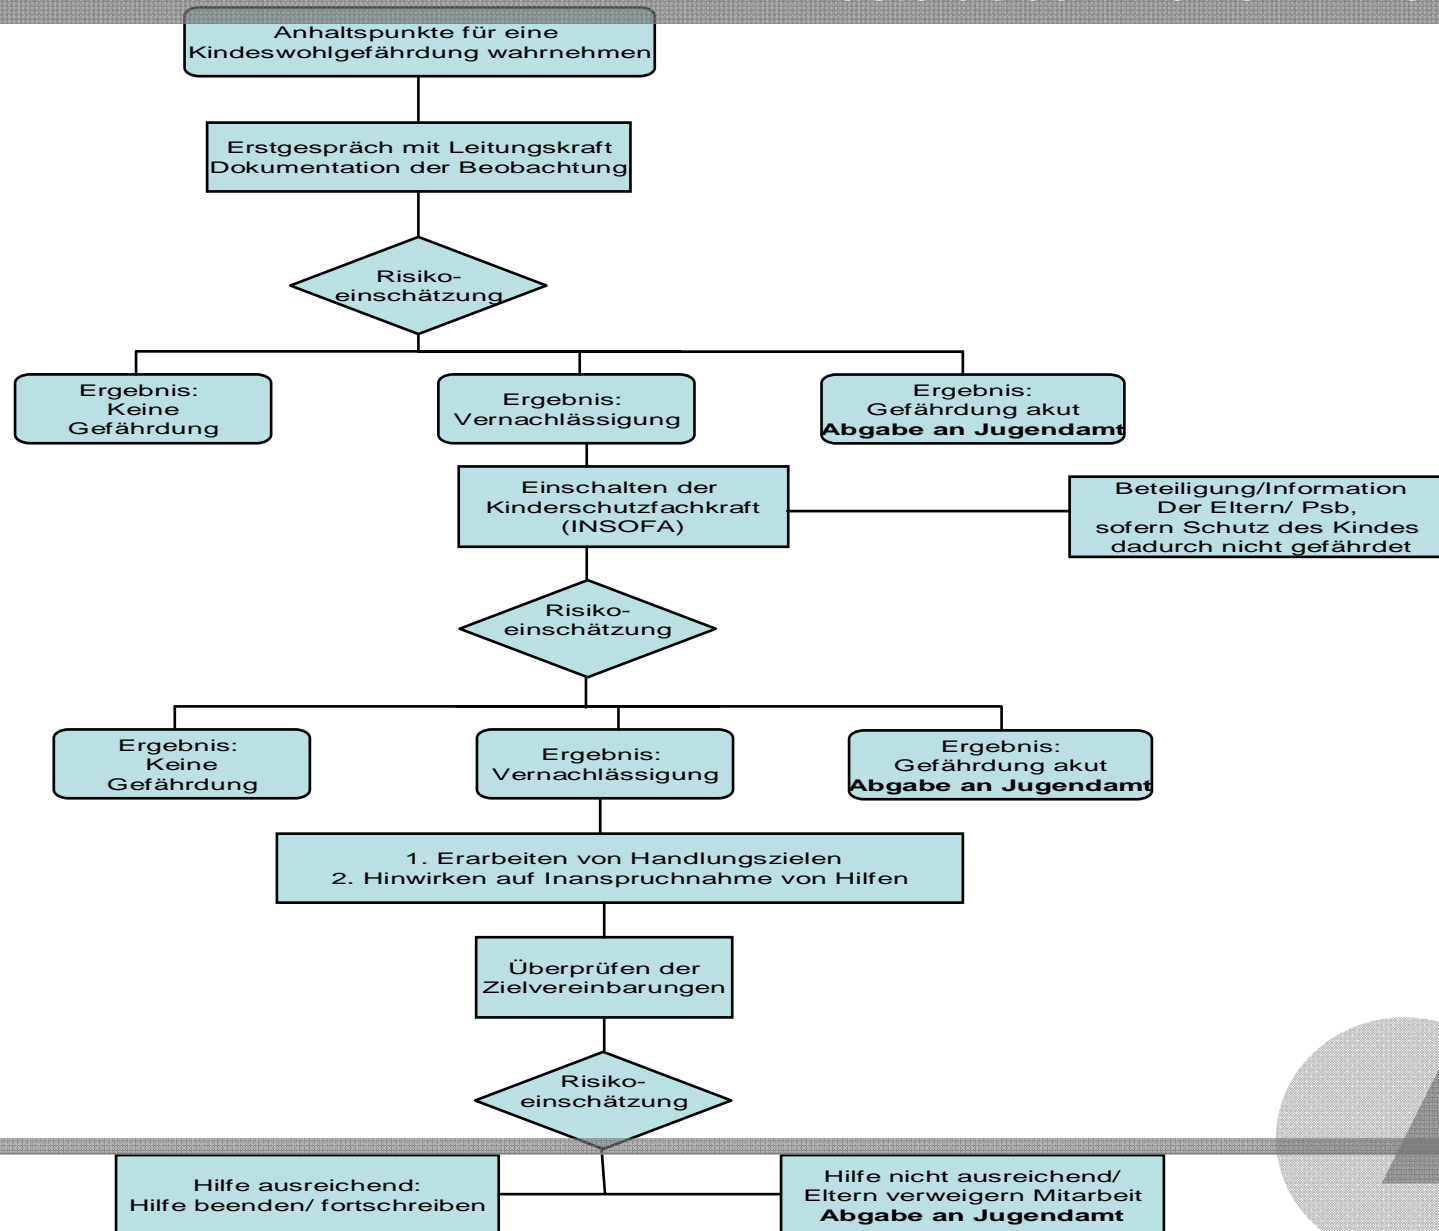 Anhaltspunkte für eine
Kindeswohlgefährdung wahrnehmen
Erstgespräch mit Leitungskraft
Dokumentation der Beobachtung
Risiko-
einschätzung
Ergebnis:
Keine
Gefährdung
Ergebnis:
Vernachlässigung
Ergebnis:
Gefährdung akut
Abgabe an Jugendamt
Einschalten der
Kinderschutzfachkraft
(INSOFA)
Beteiligung/Information
Der Eltern/ Psb,
sofern Schutz des Kindes
dadurch nicht gefährdet
Risiko-
einschätzung
Ergebnis:
Keine
Gefährdung
Ergebnis:
Vernachlässigung
Ergebnis:
Gefährdung akut
Abgabe an Jugendamt
1. Erarbeiten von Handlungszielen
2. Hinwirken auf Inanspruchnahme von Hilfen
Überprüfen der
Zielvereinbarungen
Risiko-
einschätzung
Hilfe ausreichend:
Hilfe beenden/ fortschreiben
Hilfe nicht ausreichend/
Eltern verweigern Mitarbeit
Abgabe an Jugendamt